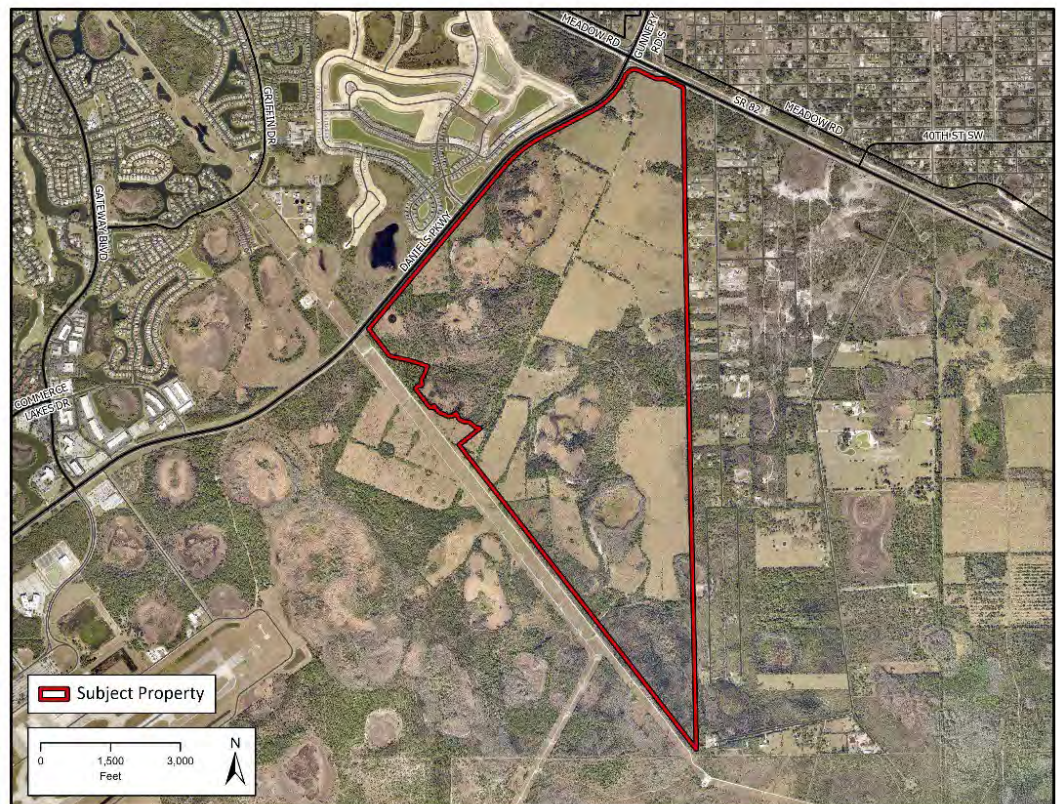 MEADOW RD
GUNNERY
RD S
SR 82
MEADOW RD
40TH ST SW
GRIFFIN DR
GATEWAY BLVD
DANIELS PKWY
COMMERCE
LAKES DR
Subject Property
0 1,500 3,000
Feet
N